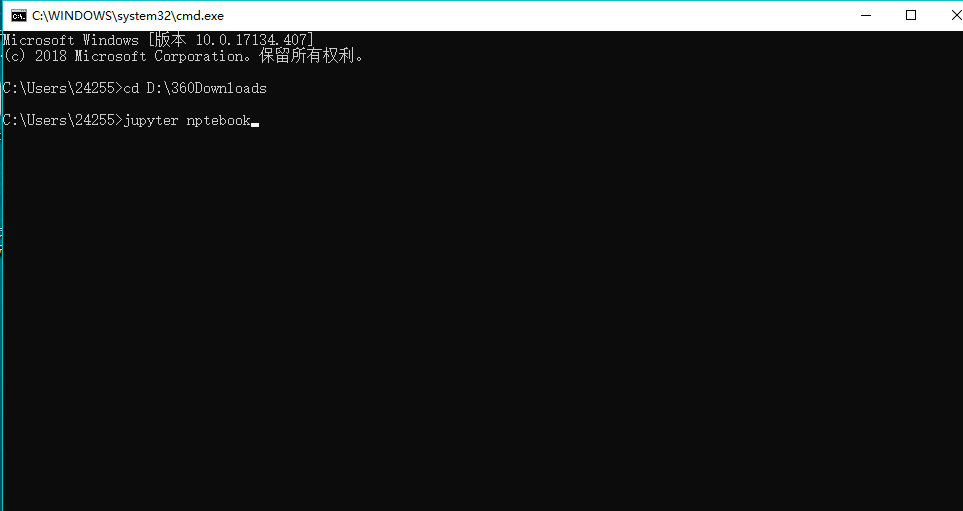 C:\WINDOWS\system32\cmd.exe
Microsoft Windows [版本 10.0.17134.407]
(c) 2018 Microsoft Corporation。保留所有权利。
C:\Users\24255>cd D:\360Downloads
C:\Users\24255>jupyter nptebook